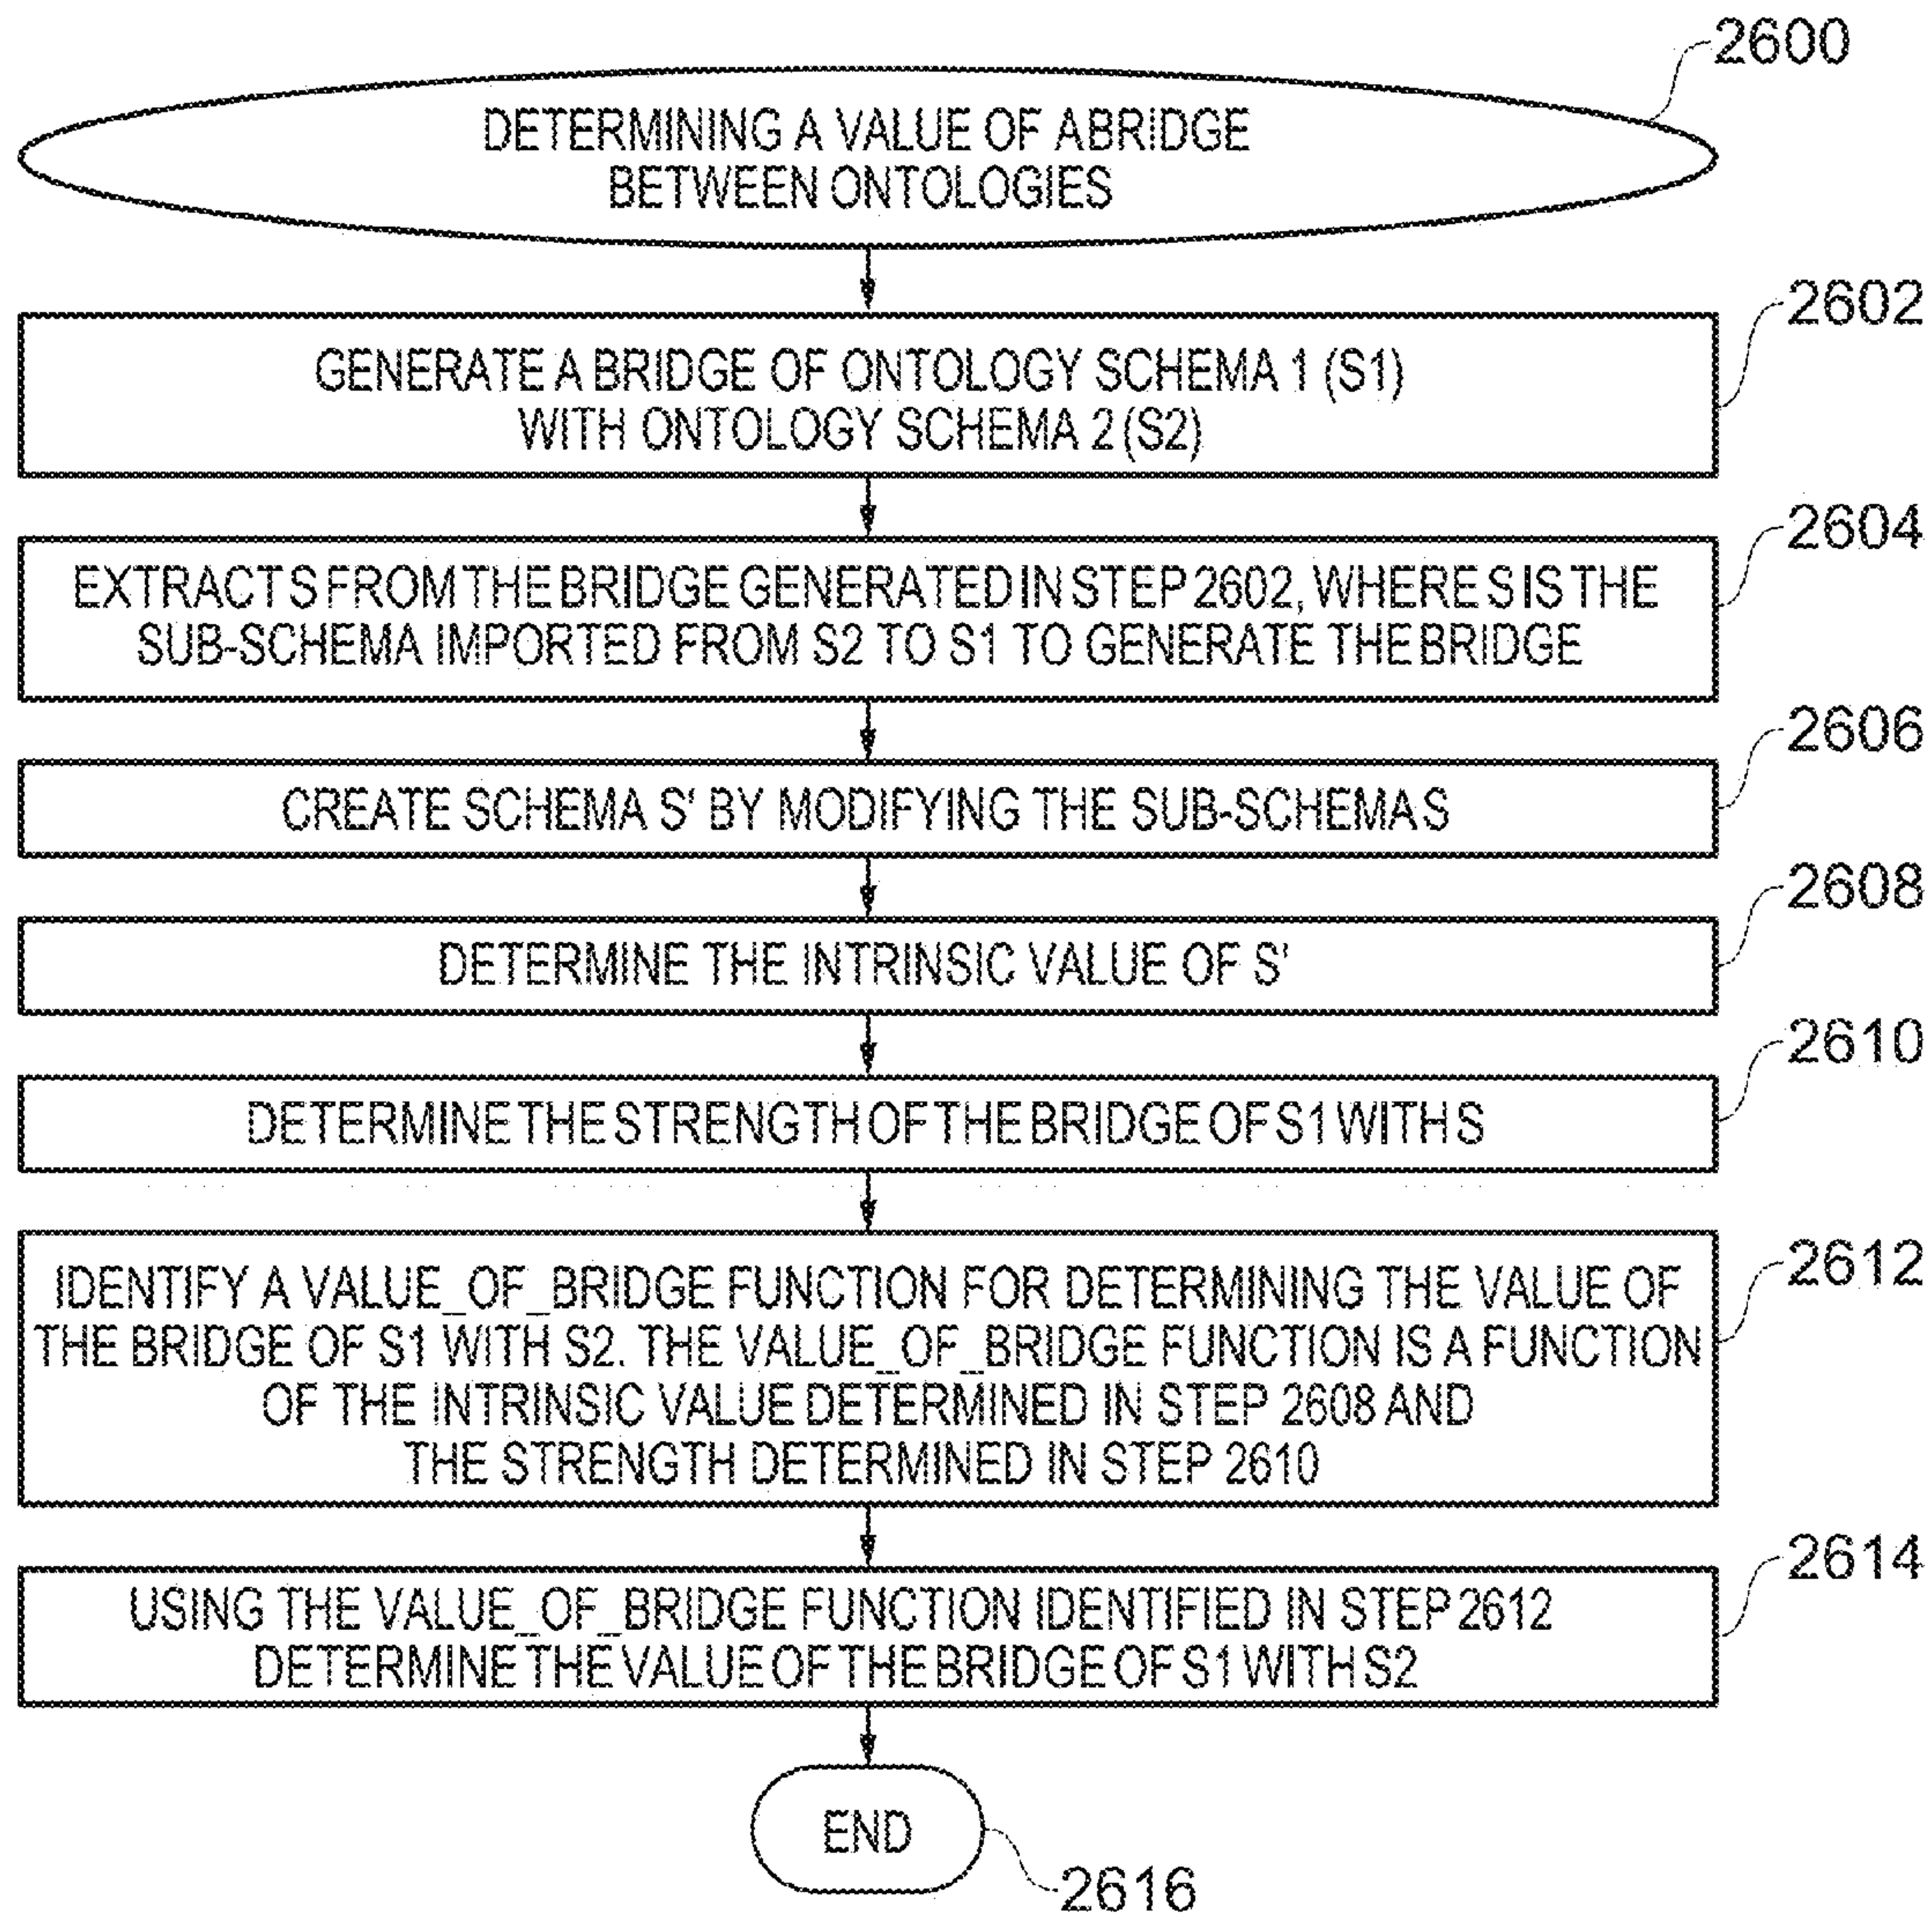 2600
DETERMINING A VALUE OF ABRIDGE
BETWEEN ONTOLOGIES
2602
GENERATE A BRIDGE OF ONTOLOGY SCHEMA 1 (S1)
WITH ONTOLOGY SCHEMA 2 (S2)
2604
EXTRACT S FROM THE BRIDGE GENERATED IN STEP 2602, WHERE S IS THE
SUB-SCHEMA IMPORTED FROM S2 TO S1 TO GENERATE THE BRIDGE
2606
CREATE SCHEMA S' BY MODIFYING THE SUB-SCHEMA S
2608
DETERMINE THE INTRINSIC VALUE OF S'
2610
DETERMINE THE STRENGTH OF THE BRIDGE OF S1 WITH S
2612
IDENTIFY A VALUE_OF_BRIDGE FUNCTION FOR DETERMINING THE VALUE OF
THE BRIDGE OF S1 WITH S2. THE VALUE_OF_BRIDGE FUNCTION IS A FUNCTION
OF THE INTRINSIC VALUE DETERMINED IN STEP 2608 AND
THE STRENGTH DETERMINED IN STEP 2610
2614
USING THE VALUE_OF_BRIDGE FUNCTION IDENTIFIED IN STEP 2612
DETERMINE THE VALUE OF THE BRIDGE OF S1 WITH S2
END
2616